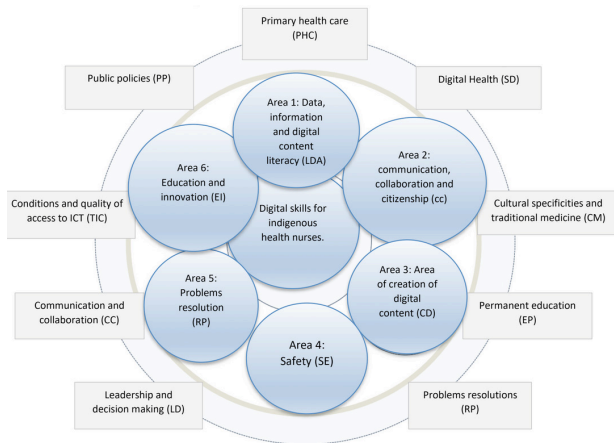 Primary health care
(PHC)
Public policies (PP)
Digital Health (SD)
Area 1: Data,
information
and digital
content
literacy (LDA)
Area 6:
Education and
innovation (EI)
Area 2:
communication,
collaboration and
citizenship (cc)
Conditions and quality of
access to ICT (TIC)
Digital skills for
indigenous
health nurses.
Cultural specificities and
traditional medicine (CM)
Area 5:
Problems
resolution
(RP)
Area 3: Area
of creation of
digital
content (CD)
Communication and
collaboration (CC)
Permanent education
(EP)
Area 4:
Safety (SE)
Leadership and
decision making (LD)
Problems resolutions
(RP)